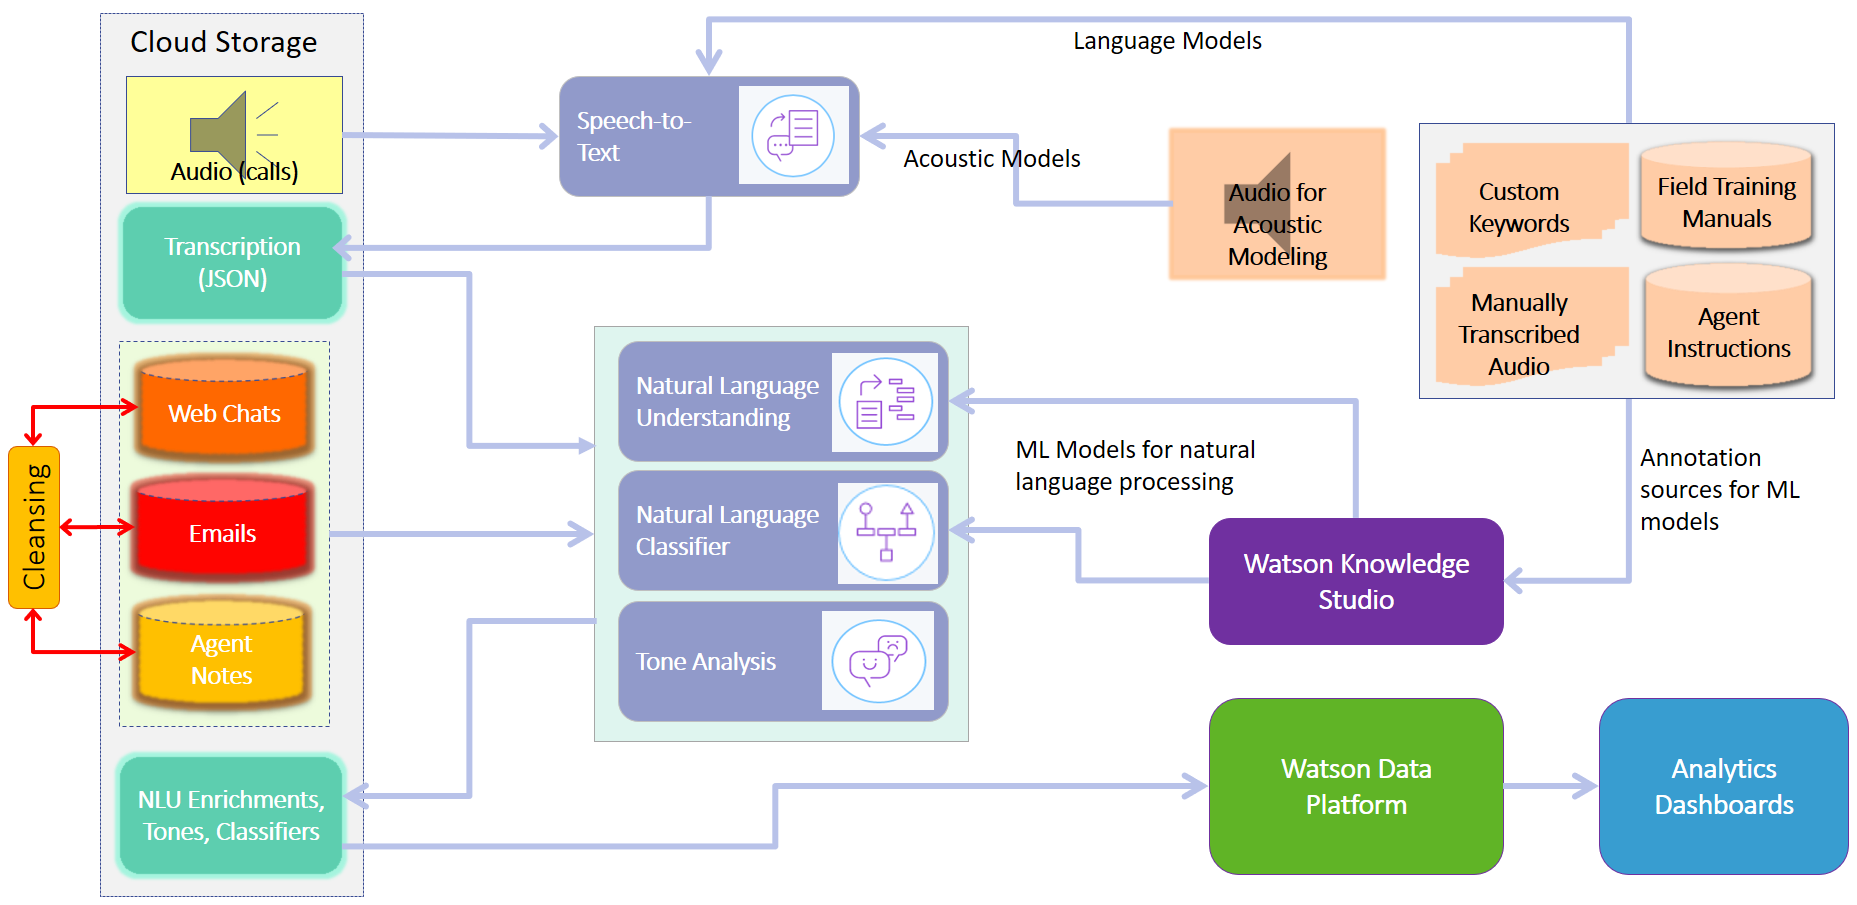 Cloud Storage
Audio (calls)
Transcription
(JSON)
Web Chats
Emails
Agent
Notes
Cleansing
NLU Enrichments,
Tones, Classifiers
Speech-to-
Text
Language Models
Acoustic Models
Audio for
Acoustic
Modeling
Custom
Keywords
Field Training
Manuals
Manually
Transcribed
Audio
Agent
Instructions
Natural Language
Understanding
Natural Language
Classifier
Tone Analysis
ML Models for natural
language processing
Annotation
sources for ML
models
Watson Knowledge
Studio
Watson Data
Platform
Analytics
Dashboards